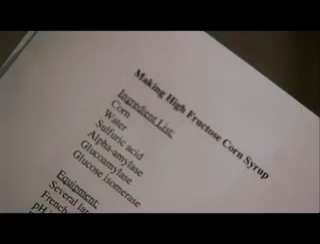 Making High Fructose Corn Syrup
Ingredient List:
Corn
Water
Sulfuric acid
Alpha-amylase
Glucoamylase
Glucose isomerase
Equipment:
Several
French
pH